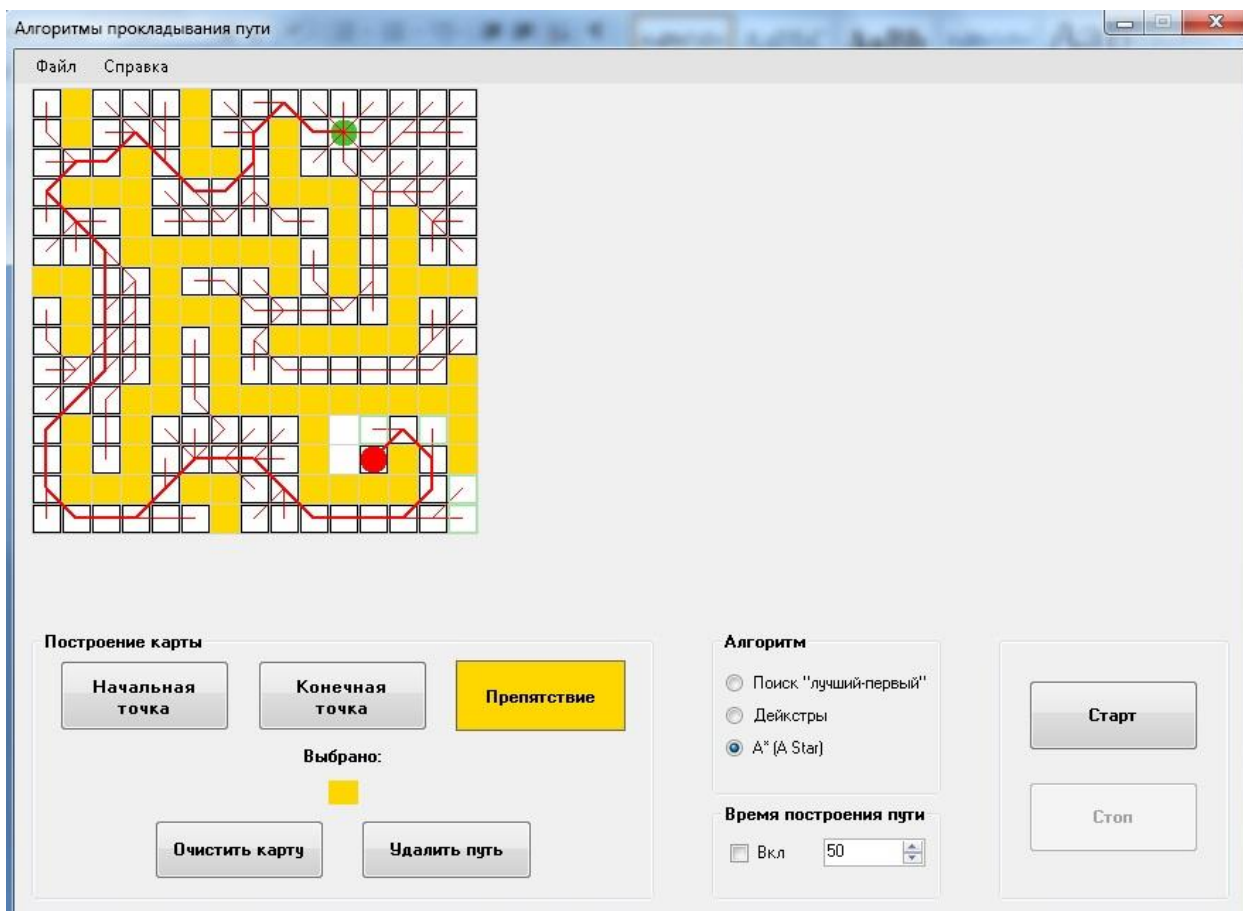 Алгоритмы прокладывания пути
Файл Справка
Построение карты
Начальная
точка
Конечная
точка
Препятствие
Выбрано:
Очистить карту
Удалить путь
Алгоритм
Поиск "лучший-первый"
Дейкстры
A* (A Star)
Время построения пути
Вкл 50
Старт
Стоп